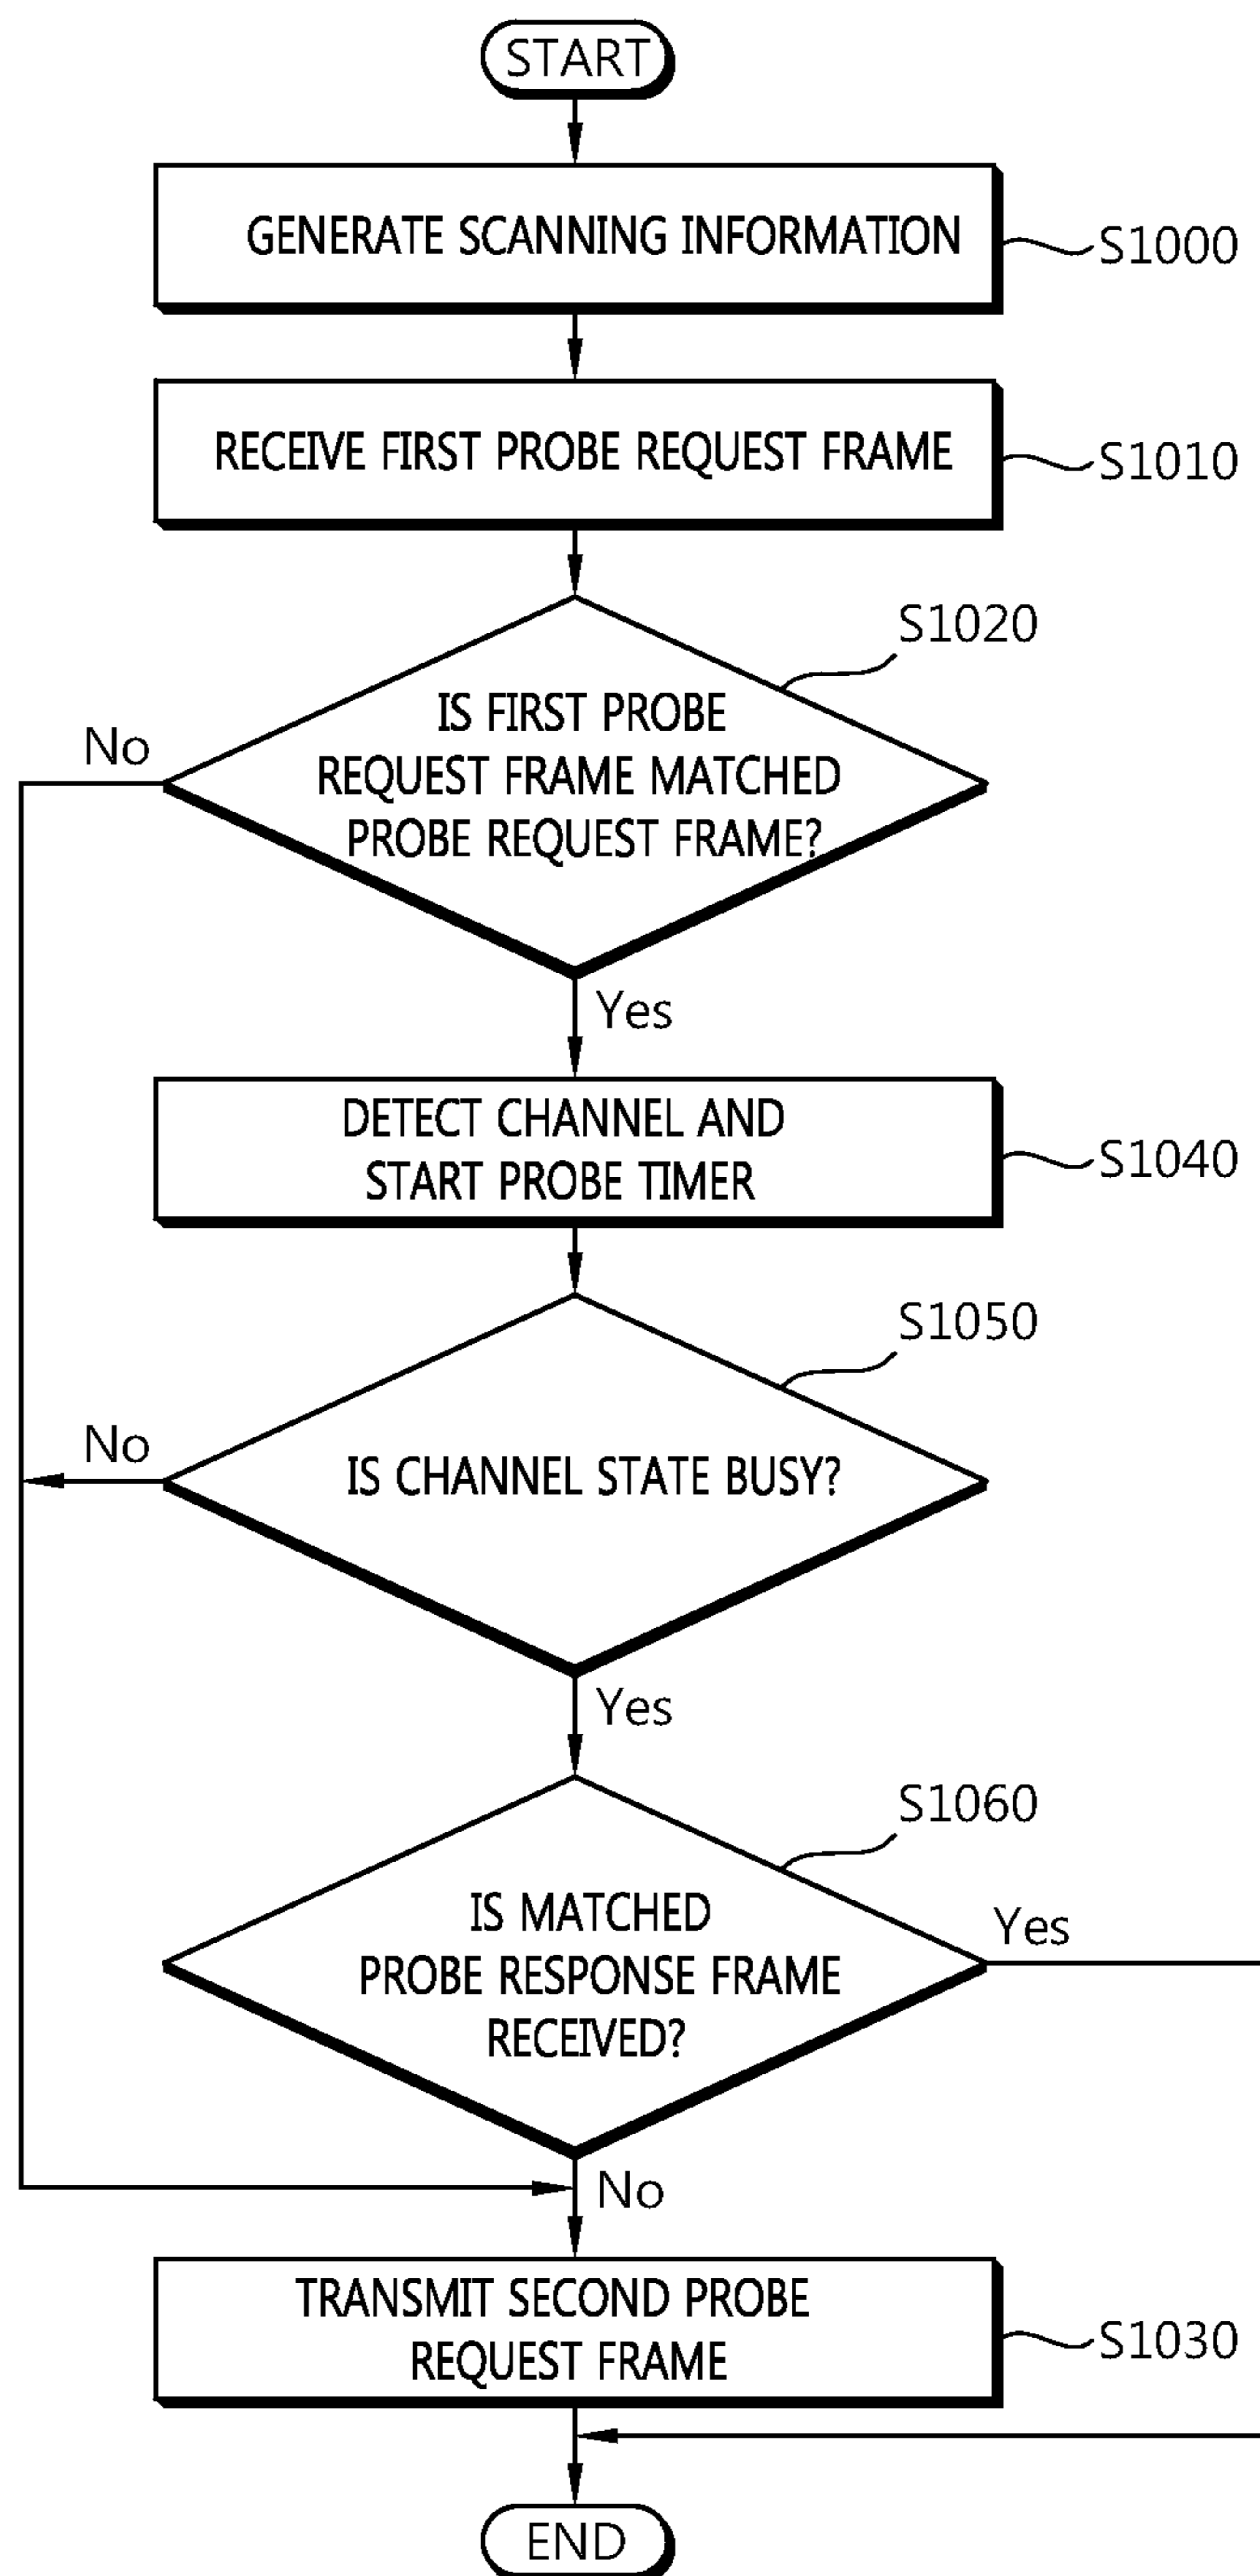 START
GENERATE SCANNING INFORMATION
S1000
RECEIVE FIRST PROBE REQUEST FRAME
S1010
S1020
IS FIRST PROBE
No
REQUEST FRAME MATCHED
PROBE REQUEST FRAME?
Yes
DETECT CHANNEL AND
START PROBE TIMER
S1040
S1050
No
IS CHANNEL STATE BUSY?
Yes
S1060
IS MATCHED
Yes
PROBE RESPONSE FRAME
RECEIVED?
No
TRANSMIT SECOND PROBE
REQUEST FRAME
S1030
END